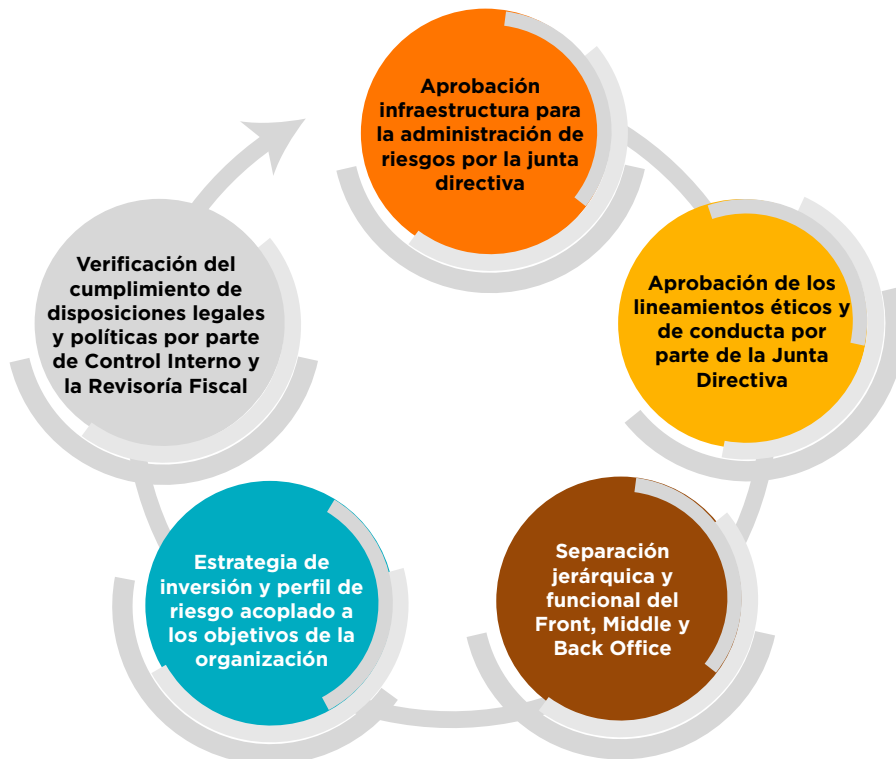 Aprobación
infraestructura para
la administración de
riesgos por la junta
directiva
Aprobación de los
lineamientos éticos y
de conducta por
parte de la Junta
Directiva
Separación
jerárquica y
funcional del
Front, Middle y
Back Office
Estrategia de
inversión y perfil de
riesgo acoplado a
los objetivos de la
organización
Verificación del
cumplimiento de
disposiciones legales
y políticas por parte
de Control Interno y
la Revisoría Fiscal